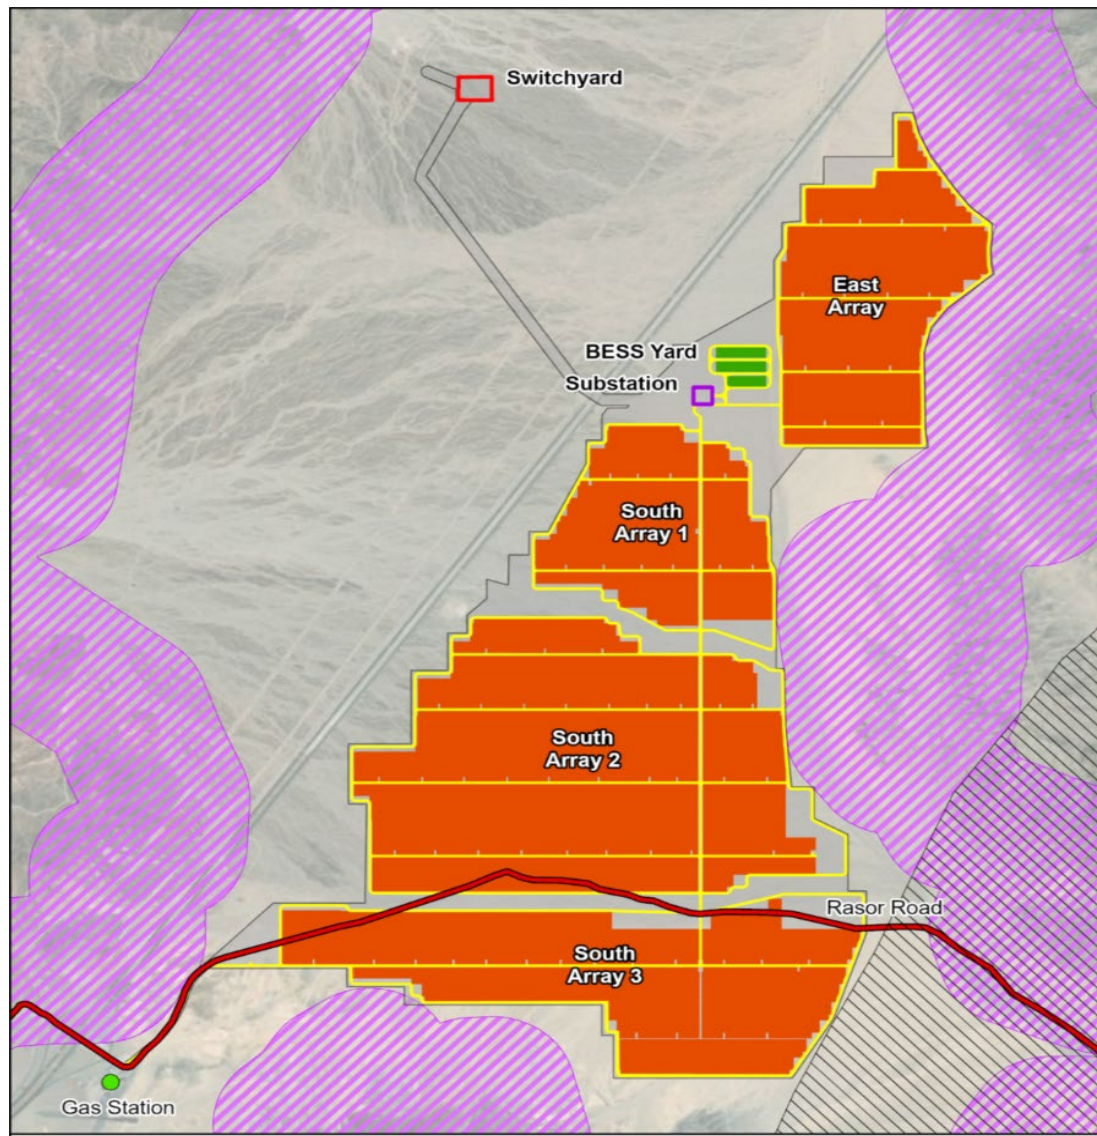 Switchyard
East
Array
BESS Yard
Substation
South
Array 1
South
Array 2
Rasor Road
South
Array 3
Gas Station